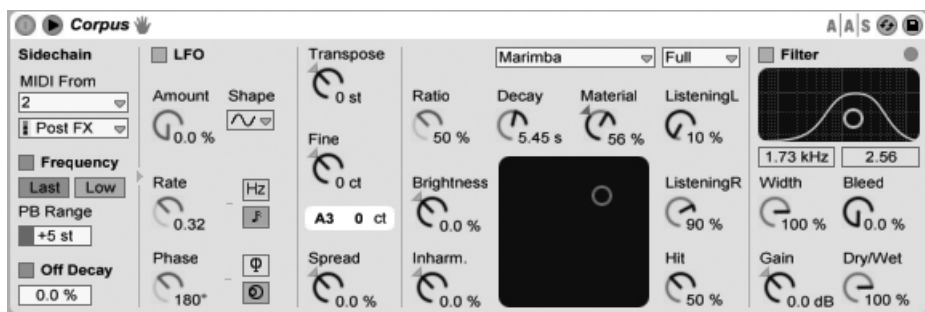 Corpus
A|A|S
Sidechain
MIDI From
2
Post FX
Frequency
Last Low
PB Range
+5 st
Off Decay
0.0 %
LFO
Amount Shape
0.0 %
Rate
Hz
0.32
Phase
Φ
180°
Transpose
0 st
Fine
0 ct
A3 0 ct
Spread
0.0 %
Marimba Full
Ratio Decay Material ListeningL
50 % 5.45 s 56 % 10 %
Brightness ListeningR
0.0 % 90 %
Inharm. Hit
0.0 % 50 %
Filter
1.73 kHz 2.56
Width Bleed
100 % 0.0 %
Gain Dry/Wet
0.0 dB 100 %